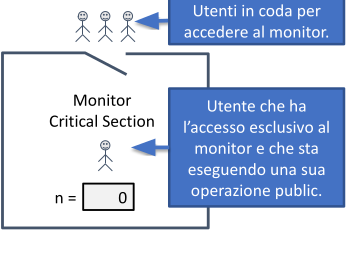 Utenti in coda per
accedere al monitor.
Monitor
Critical Section
Utente che ha
l'accesso esclusivo al
monitor e che sta
eseguendo una sua
operazione public.
n = 0